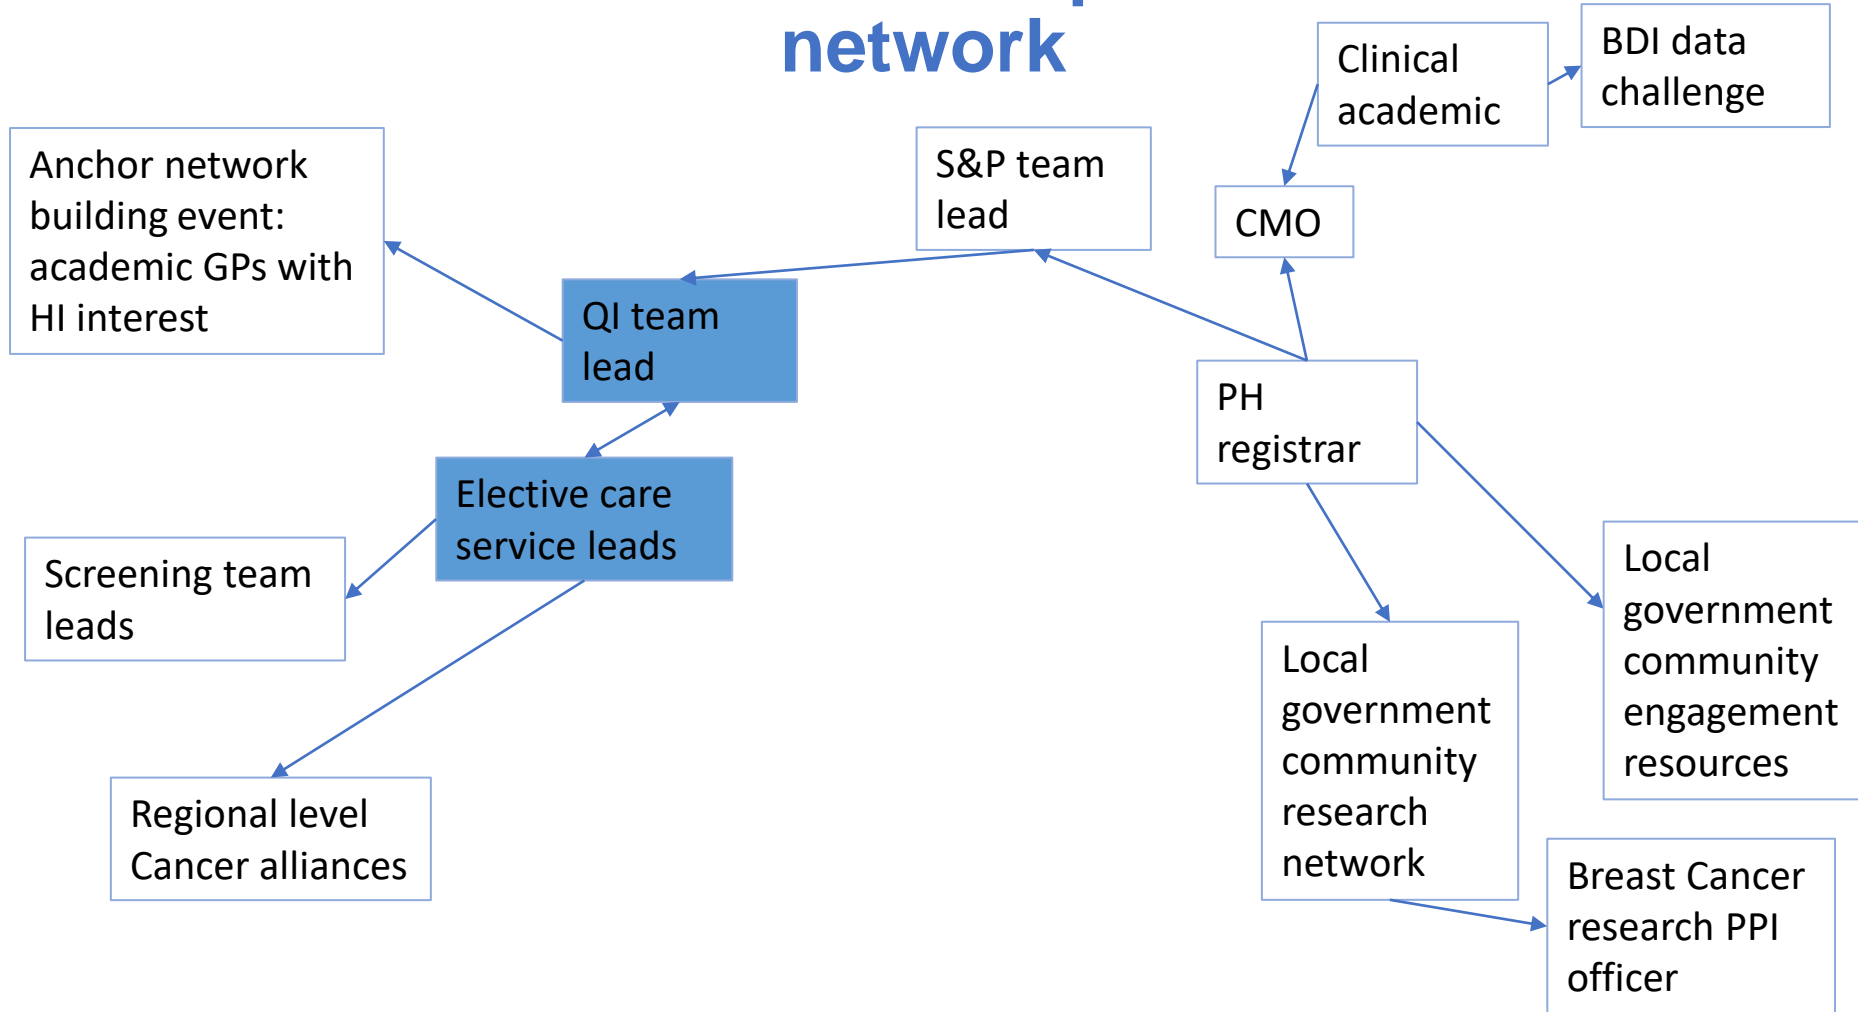 network
Clinical
academic
BDI data
challenge
Anchor network
building event:
academic GPs with
HI interest
S&P team
lead
CMO
QI team
lead
PH
registrar
Elective care
service leads
Screening team
leads
Local
government
community
engagement
resources
Local
government
community
research
network
Regional level
Cancer alliances
Breast Cancer
research PPI
officer